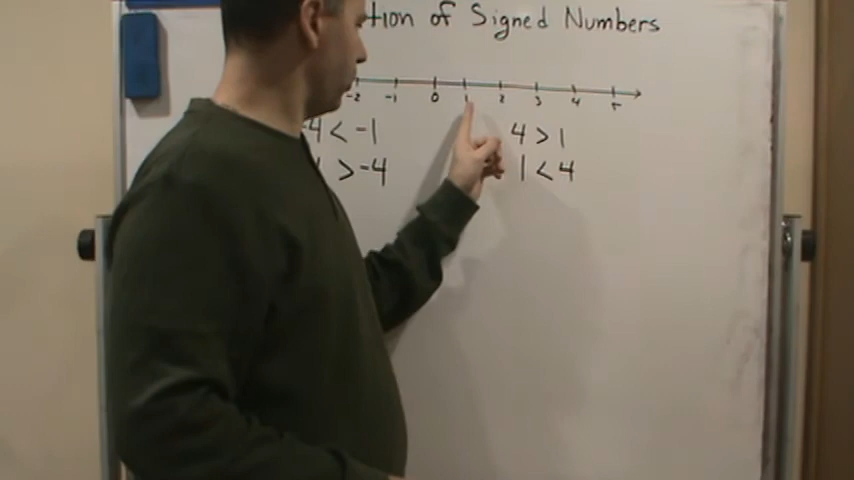 tion of Signed Numbers
-2 -1 0 1 2 3 4 5
-4 < -1 4 > 1
> -4 1 < 4